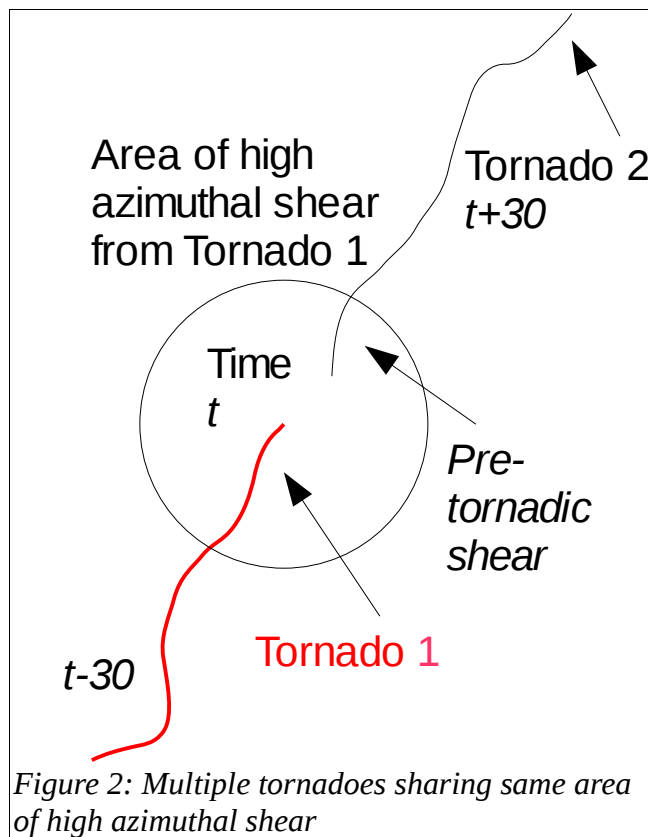 Area of high
azimuthal shear
from Tornado 1
Tornado 2
t+30
Time
t
Pre-
tornadic
shear
Tornado 1
t-30
Figure 2: Multiple tornadoes sharing same area
of high azimuthal shear